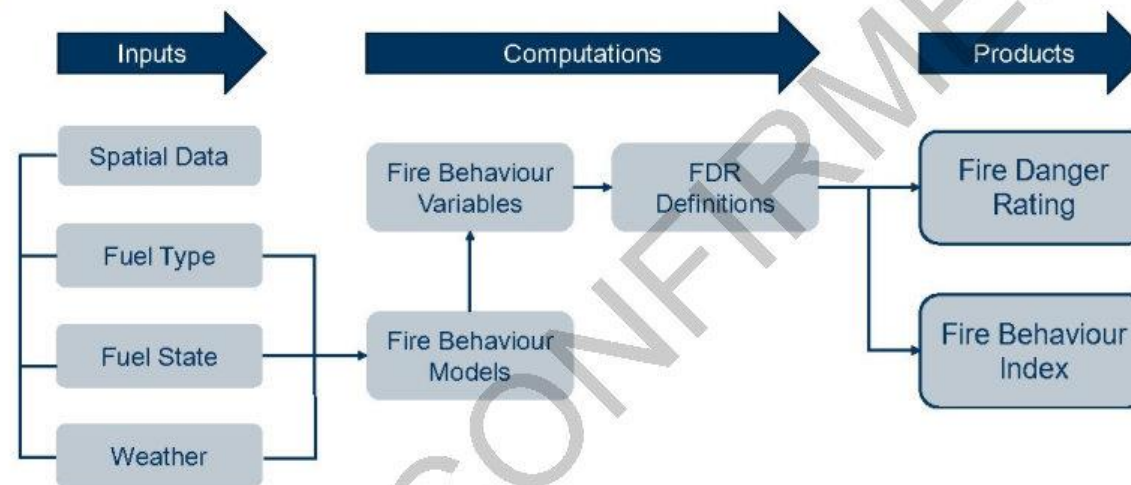 Inputs
Computations
Products
Spatial Data
Fuel Type
Fuel State
Weather
Fire Behaviour
Variables
FDR
Definitions
Fire Behaviour
Models
Fire Danger
Rating
Fire Behaviour
Index
CONFIRME